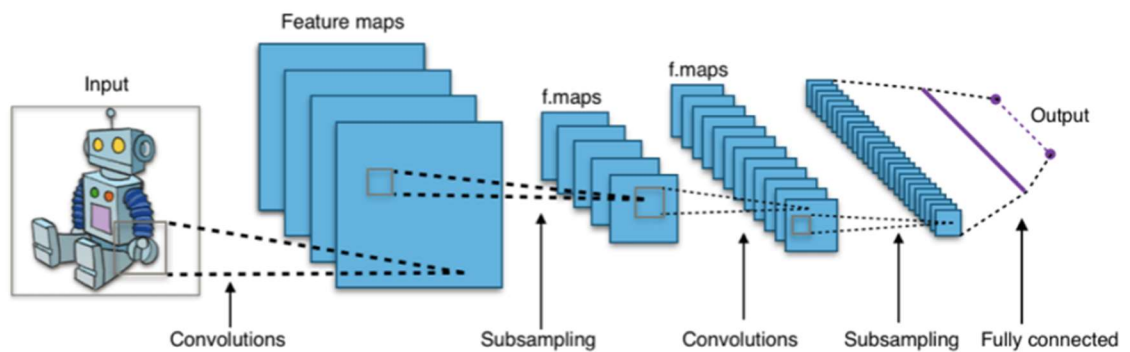 Feature maps
Input
f.maps
f.maps
Output
Convolutions
Subsampling
Convolutions
Subsampling
Fully connected